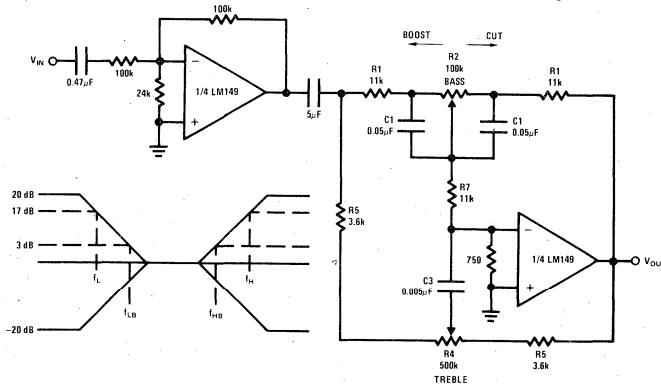 100k
V_IN
0.47μF
100k
24k
−
+
1/4 LM149
5μF
BOOST
CUT
R1
11k
R2
100k
BASS
R1
11k
C1
0.05μF
C1
0.05μF
R7
11k
R5
3.6k
750
−
+
1/4 LM149
C3
0.005μF
R4
500k
TREBLE
R5
3.6k
V_OU
20 dB
17 dB
3 dB
−20 dB
f_L
f_LB
f_HB
f_H